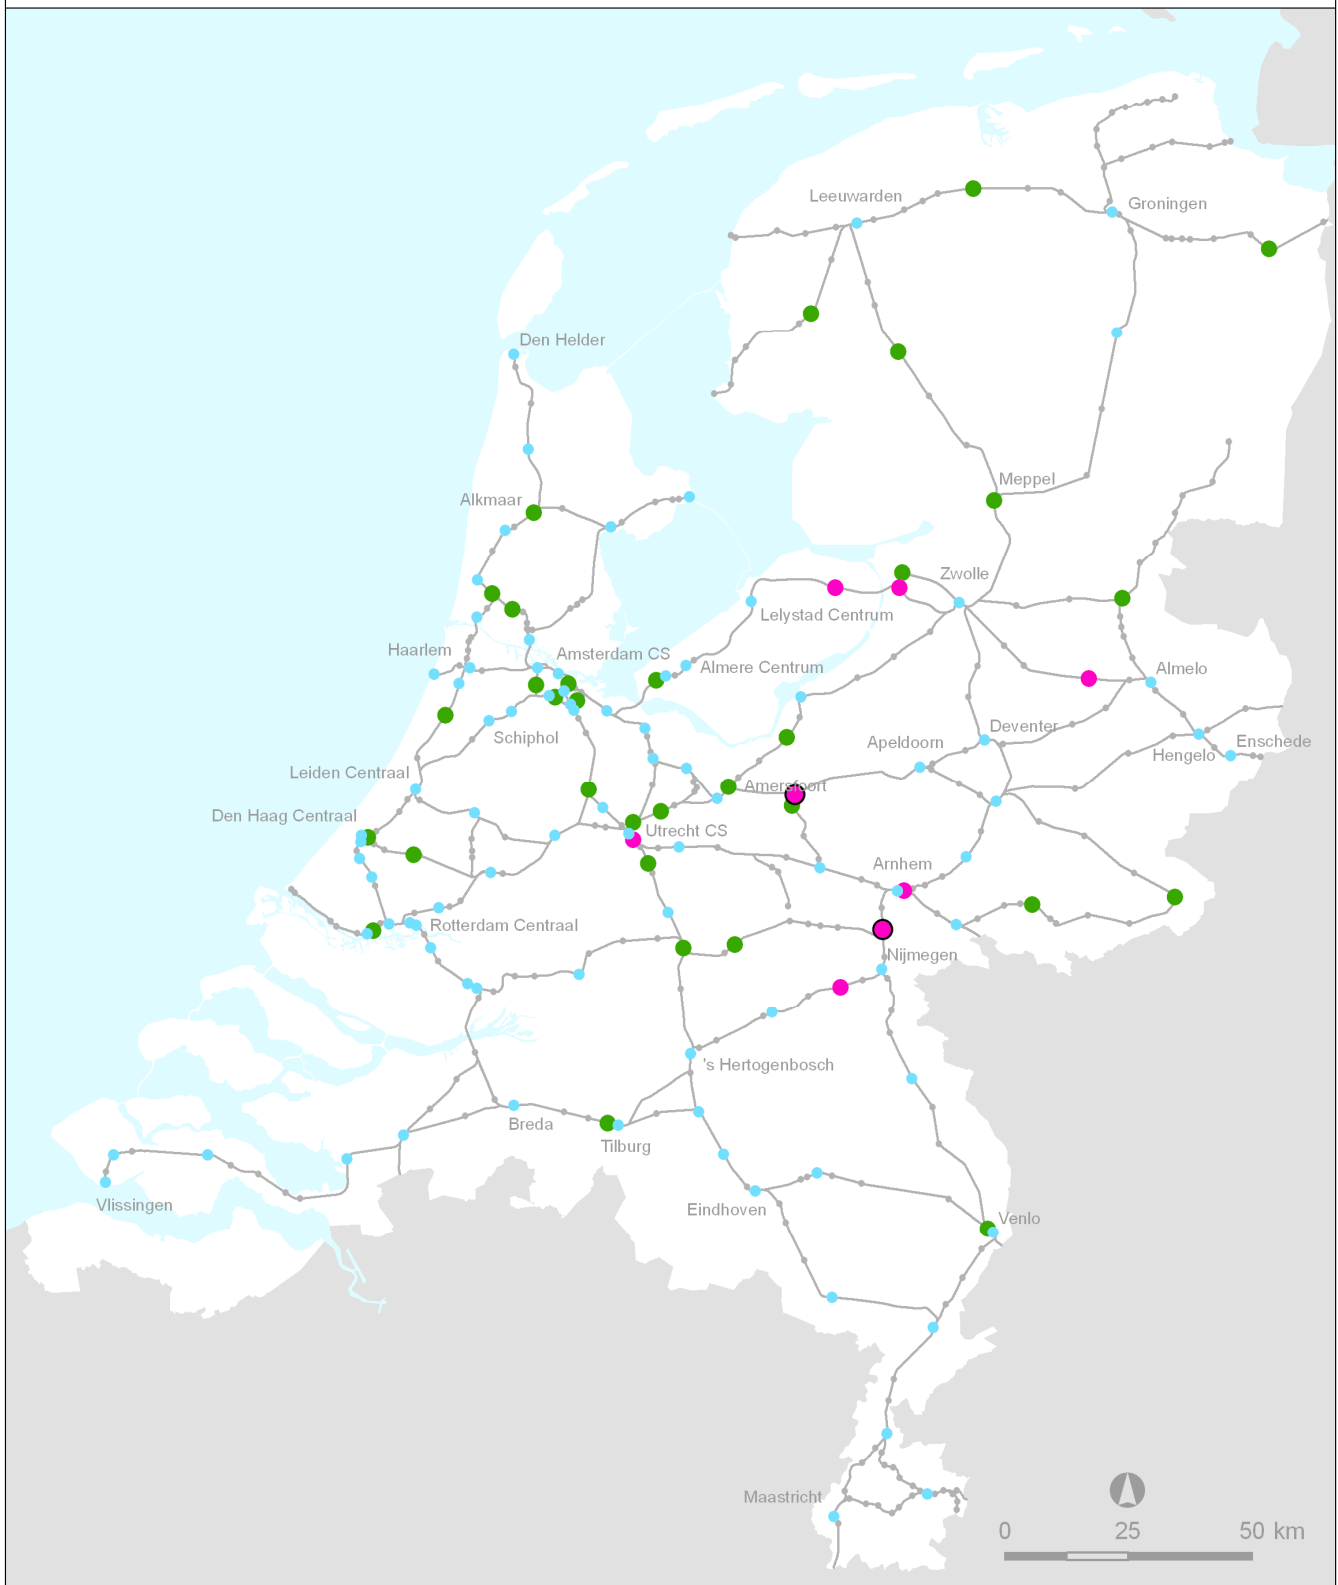 Leeuwarden
Groningen
Den Helder
Meppel
Alkmaar
Zwolle
Lelystad Centrum
Haarlem
Amsterdam CS
Almere Centrum
Almelo
Schiphol
Deventer
Apeldoorn
Hengelo
Enschede
Leiden Centraal
Amersfoort
Den Haag Centraal
Utrecht CS
Arnhem
Rotterdam Centraal
Nijmegen
's Hertogenbosch
Breda
Tilburg
Vlissingen
Eindhoven
Venlo
Maastricht
0 25 50 km